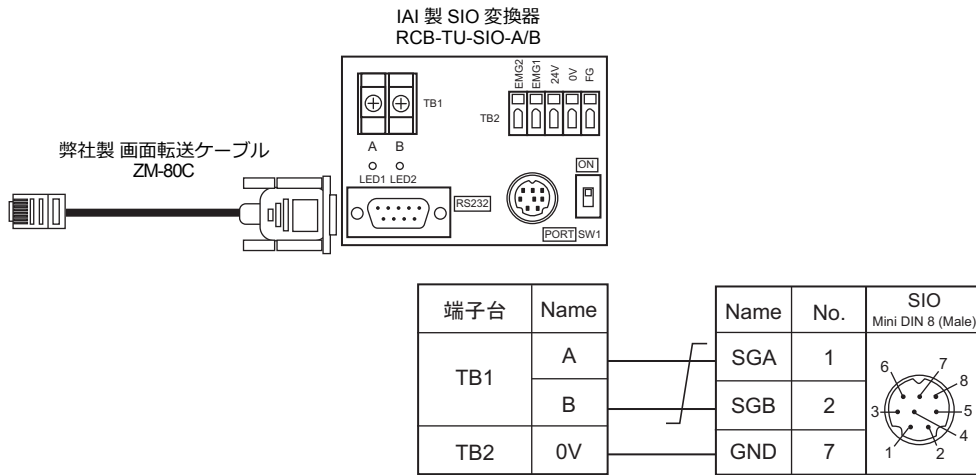 IAI 製 SIO 変換器
RCB-TU-SIO-A/B
EMG2 EMG1 24V 0V FG
TB1
TB2
A B
LED1 LED2
ON
RS232
PORT SW1
弊社製 画面転送ケーブル
ZM-80C
端子台 Name
TB1 A
B
TB2 0V
Name No. SIO
Mini DIN 8 (Male)
SGA 1
SGB 2
GND 7
6 7
8
3 5
4
1 2